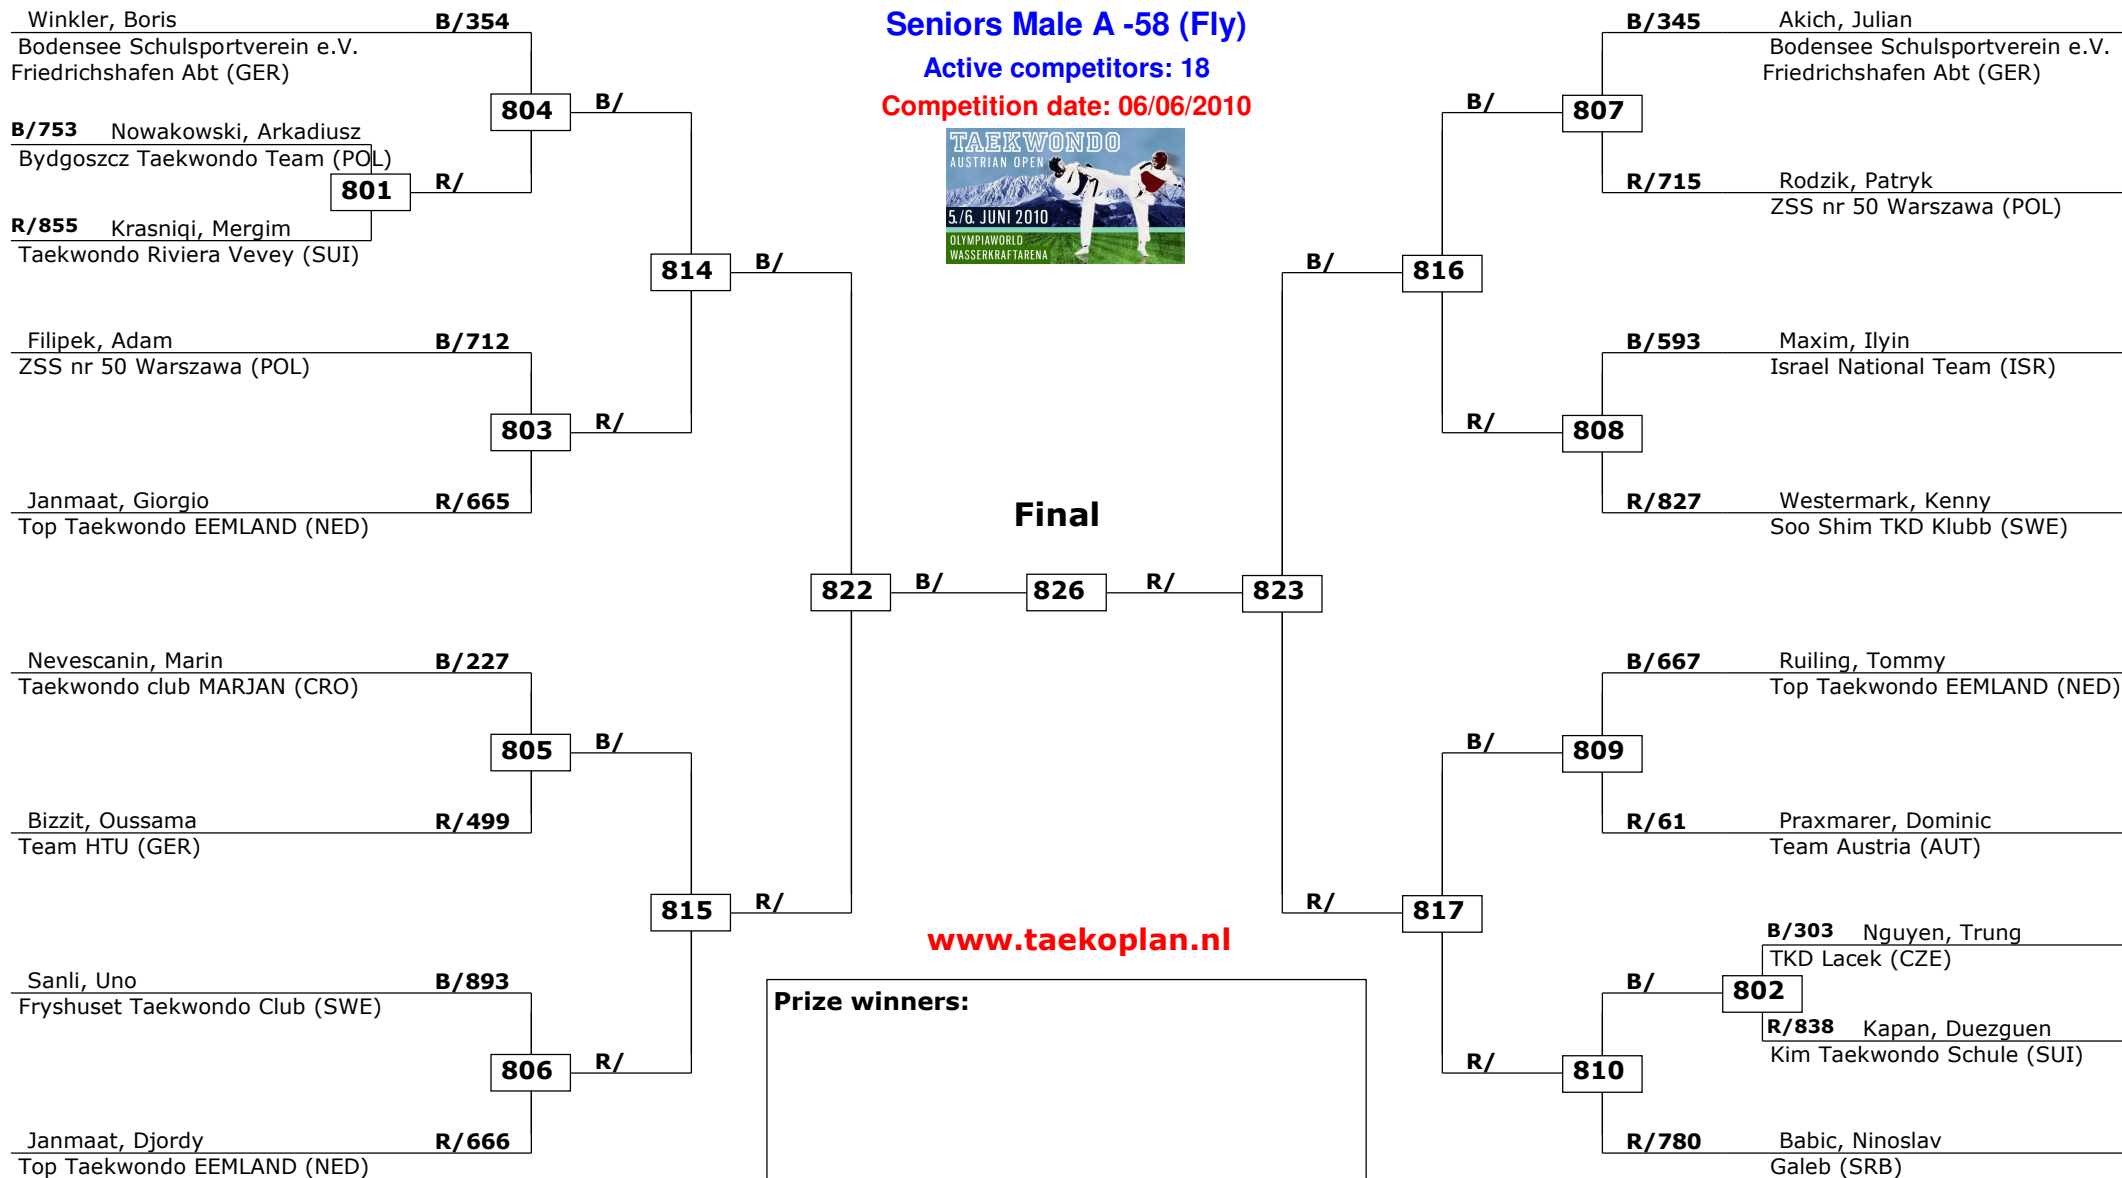 Seniors Male A -58 (Fly)
Active competitors: 18
Competition date: 06/06/2010
TAEKWONDO
AUSTRIAN OPEN
5./6. JUNI 2010
OLYMPIAWORLD
WASSERKRAFTARENA
Winkler, Boris B/354
Bodensee Schulsportverein e.V.
Friedrichshafen Abt (GER)
804 B/
B/753 Nowakowski, Arkadiusz
Bydgoszcz Taekwondo Team (POL)
801 R/
R/855 Krasniqi, Mergim
Taekwondo Riviera Vevey (SUI)
814 B/
Filipek, Adam B/712
ZSS nr 50 Warszawa (POL)
803 R/
Janmaat, Giorgio R/665
Top Taekwondo EEMLAND (NED)
Final
822 B/ 826 R/ 823
Nevescanin, Marin B/227
Taekwondo club MARJAN (CRO)
805 B/
Bizzit, Oussama R/499
Team HTU (GER)
815 R/
Sanli, Uno B/893
Fryshuset Taekwondo Club (SWE)
806 R/
Janmaat, Djordy R/666
Top Taekwondo EEMLAND (NED)
B/345 Akich, Julian
Bodensee Schulsportverein e.V.
Friedrichshafen Abt (GER)
B/ 807
R/715 Rodzik, Patryk
ZSS nr 50 Warszawa (POL)
B/ 816
B/593 Maxim, Ilyin
Israel National Team (ISR)
R/ 808
R/827 Westermark, Kenny
Soo Shim TKD Klubb (SWE)
B/667 Ruiling, Tommy
Top Taekwondo EEMLAND (NED)
B/ 809
R/61 Praxmarer, Dominic
Team Austria (AUT)
R/ 817
B/303 Nguyen, Trung
TKD Lacek (CZE)
B/ 802
R/838 Kapan, Duezguen
Kim Taekwondo Schule (SUI)
R/ 810
R/780 Babic, Ninoslav
Galeb (SRB)
www.taekoplan.nl
Prize winners: